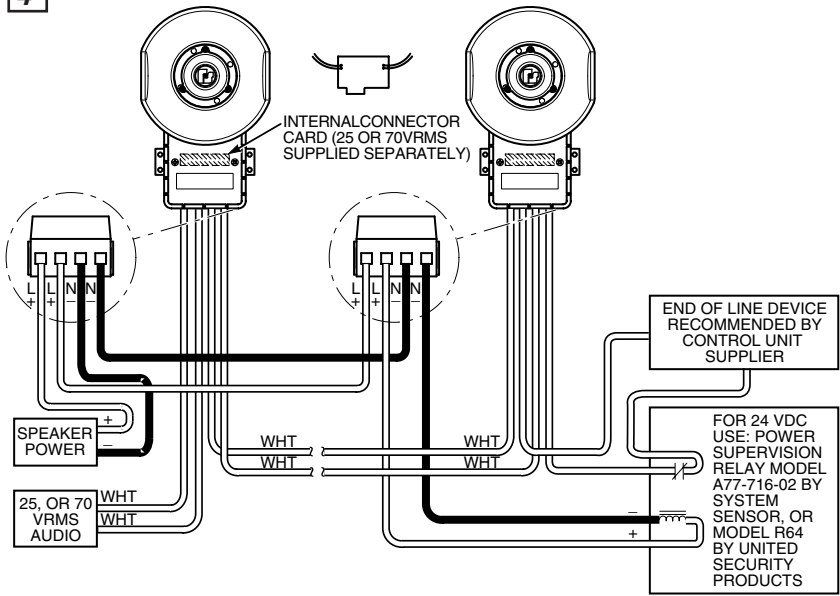 INTERNALCONNECTOR
CARD (25 OR 70VRMS
SUPPLIED SEPARATELY)
L L N N
+ + – –
L L N N
+ + – –
END OF LINE DEVICE
RECOMMENDED BY
CONTROL UNIT
SUPPLIER
SPEAKER
POWER
+
–
WHT WHT
WHT WHT
25, OR 70
VRMS
AUDIO
WHT
WHT
–
+
FOR 24 VDC
USE: POWER
SUPERVISION
RELAY MODEL
A77-716-02 BY
SYSTEM
SENSOR, OR
MODEL R64
BY UNITED
SECURITY
PRODUCTS